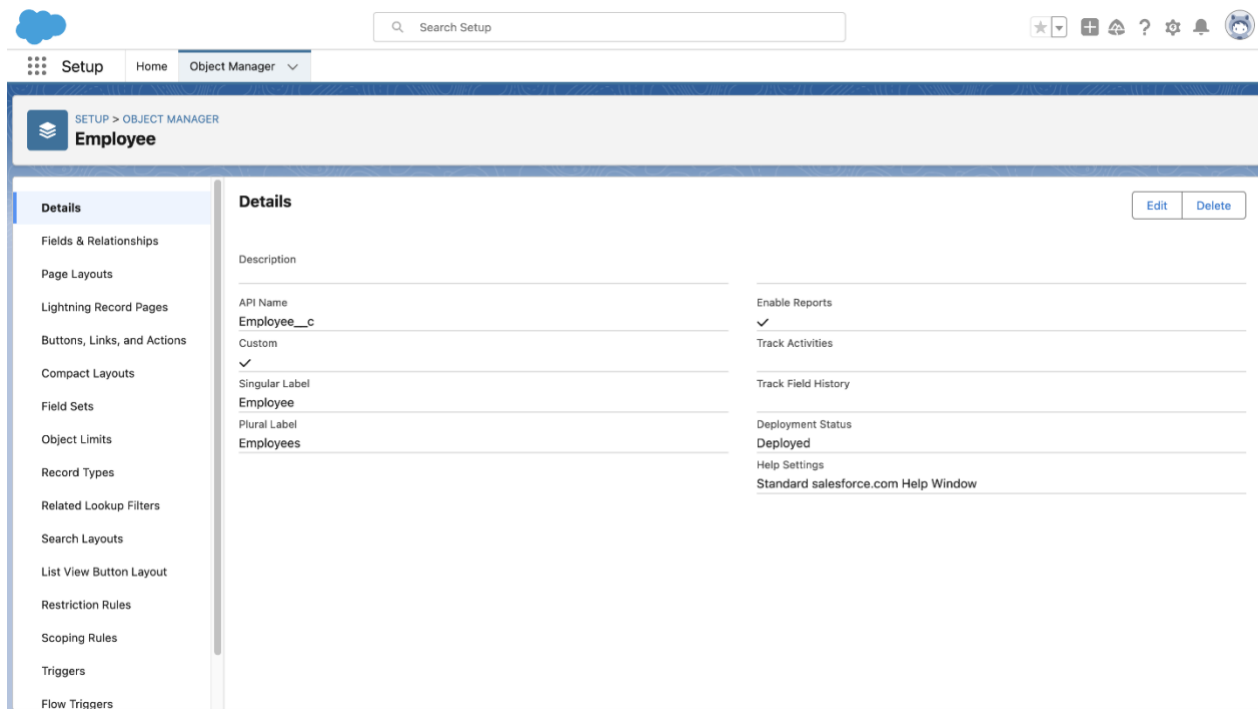 Search Setup
Setup
Home
Object Manager
SETUP > OBJECT MANAGER
Employee
Details
Fields & Relationships
Page Layouts
Lightning Record Pages
Buttons, Links, and Actions
Compact Layouts
Field Sets
Object Limits
Record Types
Related Lookup Filters
Search Layouts
List View Button Layout
Restriction Rules
Scoping Rules
Triggers
Flow Triggers
Details
Edit
Delete
Description
API Name
Employee__c
Custom
Singular Label
Employee
Plural Label
Employees
Enable Reports
Track Activities
Track Field History
Deployment Status
Deployed
Help Settings
Standard salesforce.com Help Window